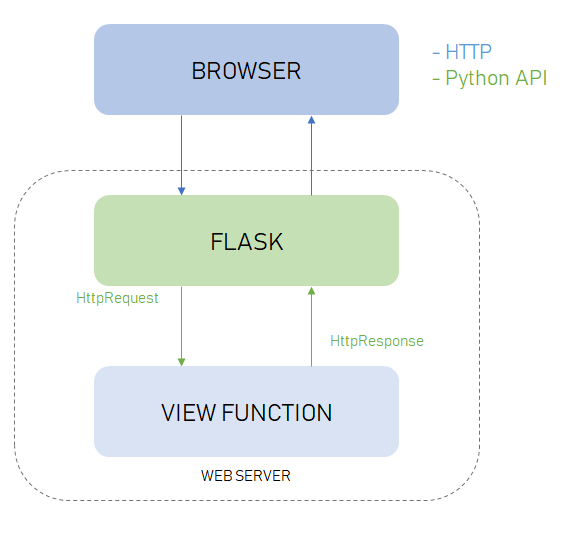 BROWSER
- HTTP
- Python API
FLASK
HttpRequest
HttpResponse
VIEW FUNCTION
WEB SERVER